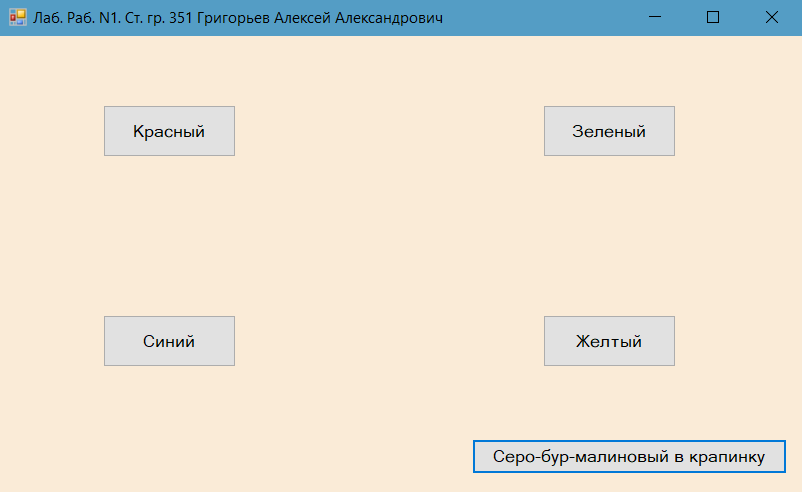 Лаб. Раб. N1. Ст. гр. 351 Григорьев Алексей Александрович
Красный
Зеленый
Синий
Желтый
Серо-бур-малиновый в крапинку